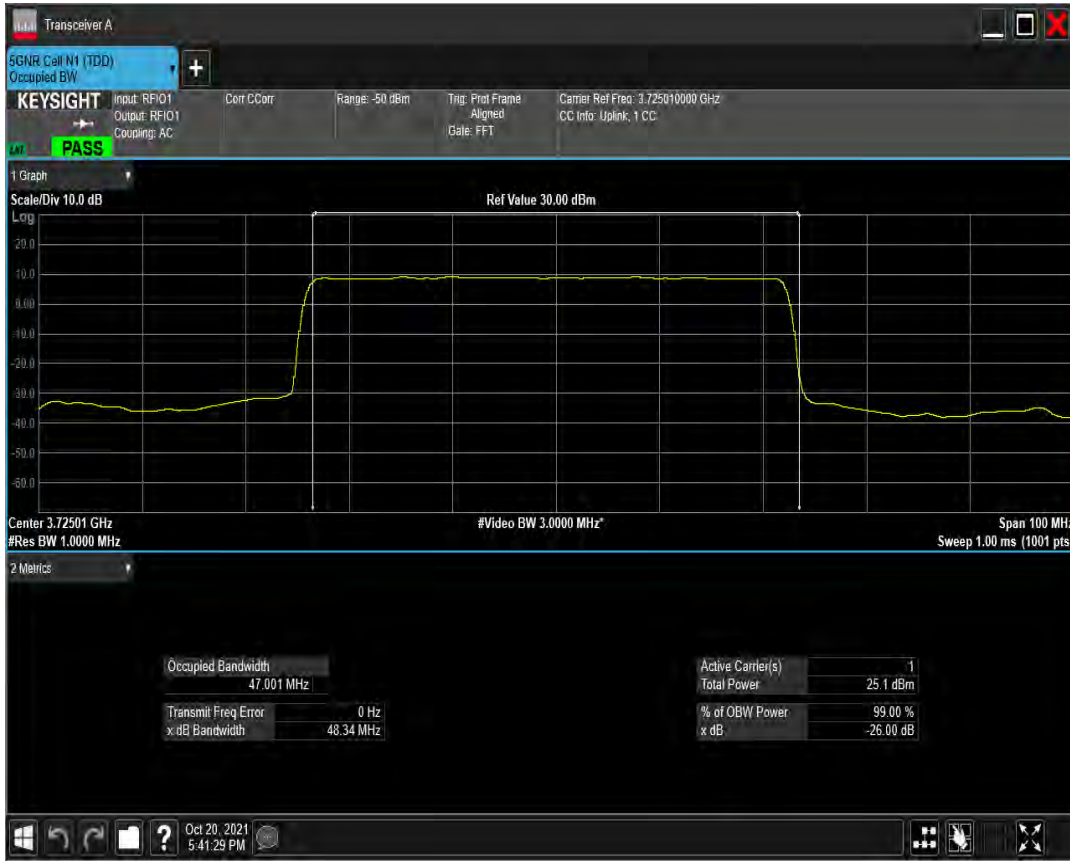 Transceiver A
5GNR Cell N1 (TDD)
Occupied BW
+
KEYSIGHT
Input: RFIO1
Output: RFIO1
Coupling: AC
Corr CCorr
Range: -50 dBm
Trig: Prot Frame
Aligned
Gate: FFT
Carrier Ref Freq: 3.725010000 GHz
CC Info: Uplink, 1 CC
PASS
1 Graph
Scale/Div 10.0 dB
Ref Value 30.00 dBm
Log
20.0
10.0
0.00
-10.0
-20.0
-30.0
-40.0
-50.0
-60.0
Center 3.72501 GHz
#Video BW 3.0000 MHz*
Span 100 MHz
#Res BW 1.0000 MHz
Sweep 1.00 ms (1001 pts
2 Metrics
Occupied Bandwidth
47.001 MHz
Transmit Freq Error 0 Hz
x dB Bandwidth 48.34 MHz
Active Carrier(s) 1
Total Power 25.1 dBm
% of OBW Power 99.00 %
x dB -26.00 dB
?
Oct 20, 2021
5:41:29 PM